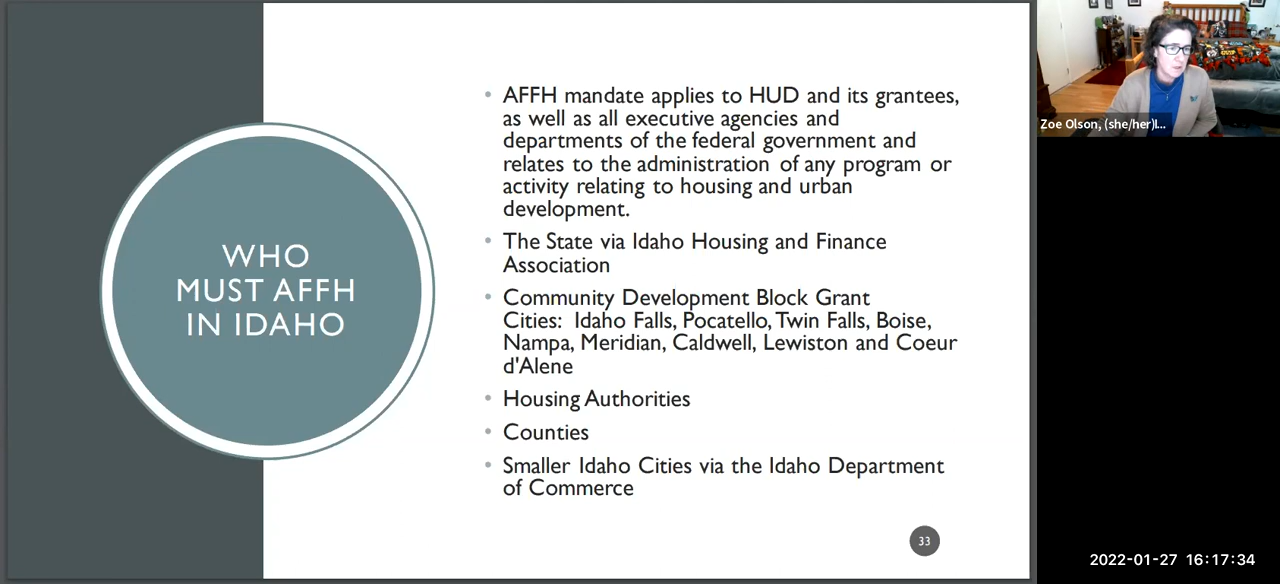 WHO
MUST AFFH
IN IDAHO
• AFFH mandate applies to HUD and its grantees,
as well as all executive agencies and
departments of the federal government and
relates to the administration of any program or
activity relating to housing and urban
development.
• The State via Idaho Housing and Finance
Association
• Community Development Block Grant
Cities:  Idaho Falls, Pocatello, Twin Falls, Boise,
Nampa, Meridian, Caldwell, Lewiston and Coeur
d'Alene
• Housing Authorities
• Counties
• Smaller Idaho Cities via the Idaho Department
of Commerce
33
Zoe Olson, (she/her)I...
2022-01-27 16:17:34